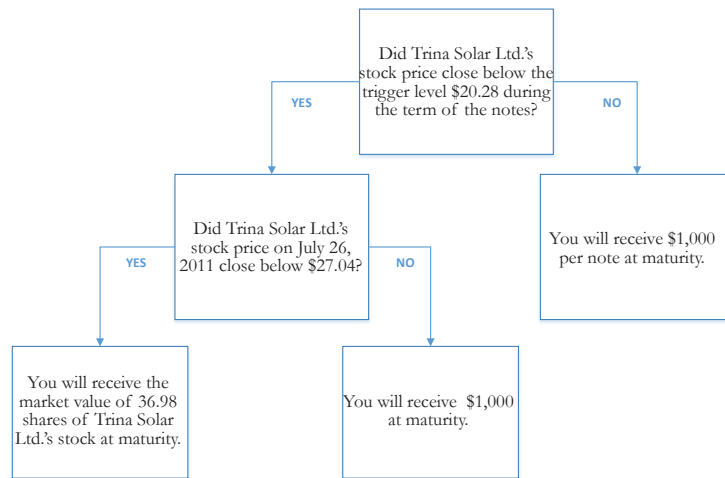 Did Trina Solar Ltd.'s
stock price close below the
trigger level $20.28 during
the term of the notes?
YES
NO
Did Trina Solar Ltd.'s
stock price on July 26,
2011 close below $27.04?
You will receive $1,000
per note at maturity.
YES
NO
You will receive the
market value of 36.98
shares of Trina Solar
Ltd.'s stock at maturity.
You will receive $1,000
at maturity.